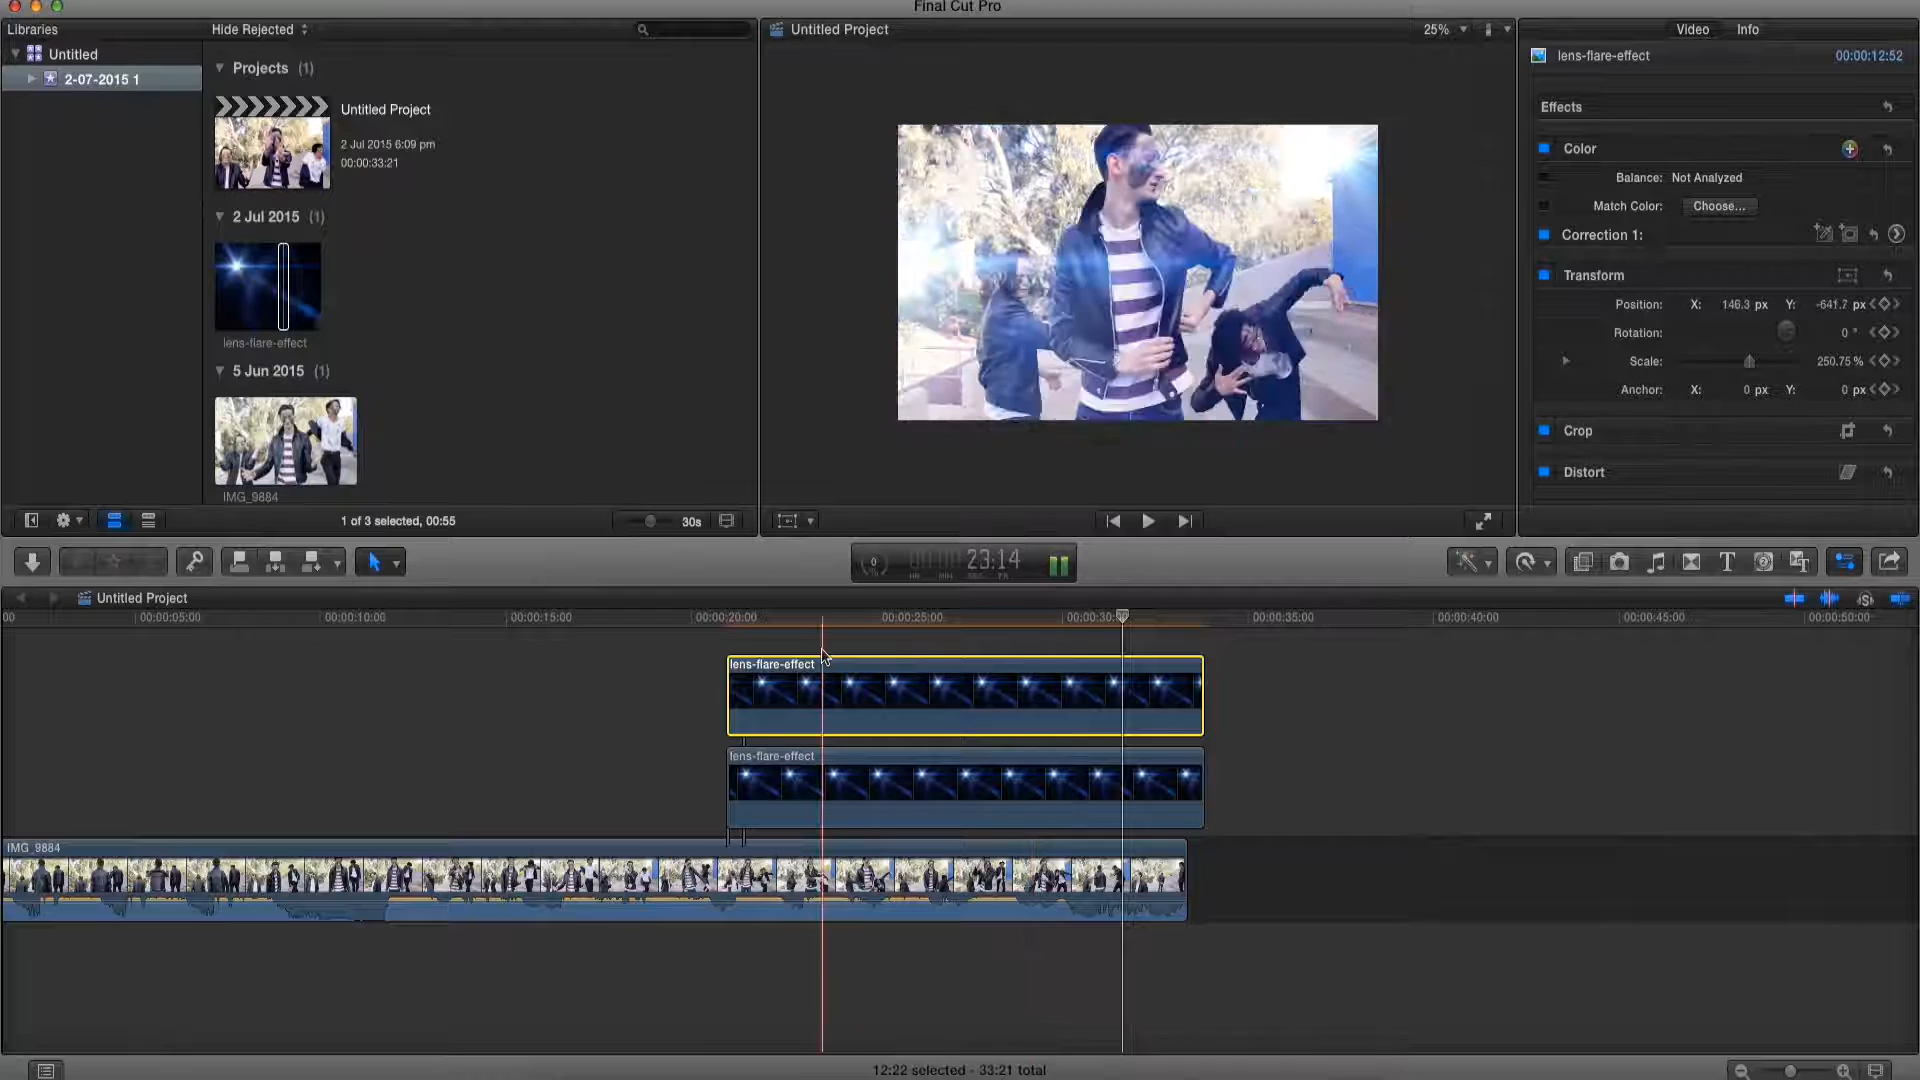 Final Cut Pro
Libraries
Hide Rejected
Untitled
2-07-2015 1
Projects (1)
Untitled Project
2 Jul 2015 6:09 pm
00:00:33:21
2 Jul 2015 (1)
lens-flare-effect
5 Jun 2015 (1)
IMG_9884
1 of 3 selected, 00:55
30s
Untitled Project
25%
Video
Info
lens-flare-effect
00:00:12:52
Effects
Color
Balance: Not Analyzed
Match Color: Choose...
Correction 1:
Transform
Position: X: 146.3 px Y: -641.7 px
Rotation: 0 °
Scale: 250.75 %
Anchor: X: 0 px Y: 0 px
Crop
Distort
23:14
HR MIN SEC FR
Untitled Project
00 00:00:05:00 00:00:10:00 00:00:15:00 00:00:20:00 00:00:25:00 00:00:30:00 00:00:35:00 00:00:40:00 00:00:45:00 00:00:50:00
lens-flare-effect
lens-flare-effect
IMG_9884
12:22 selected - 33:21 total